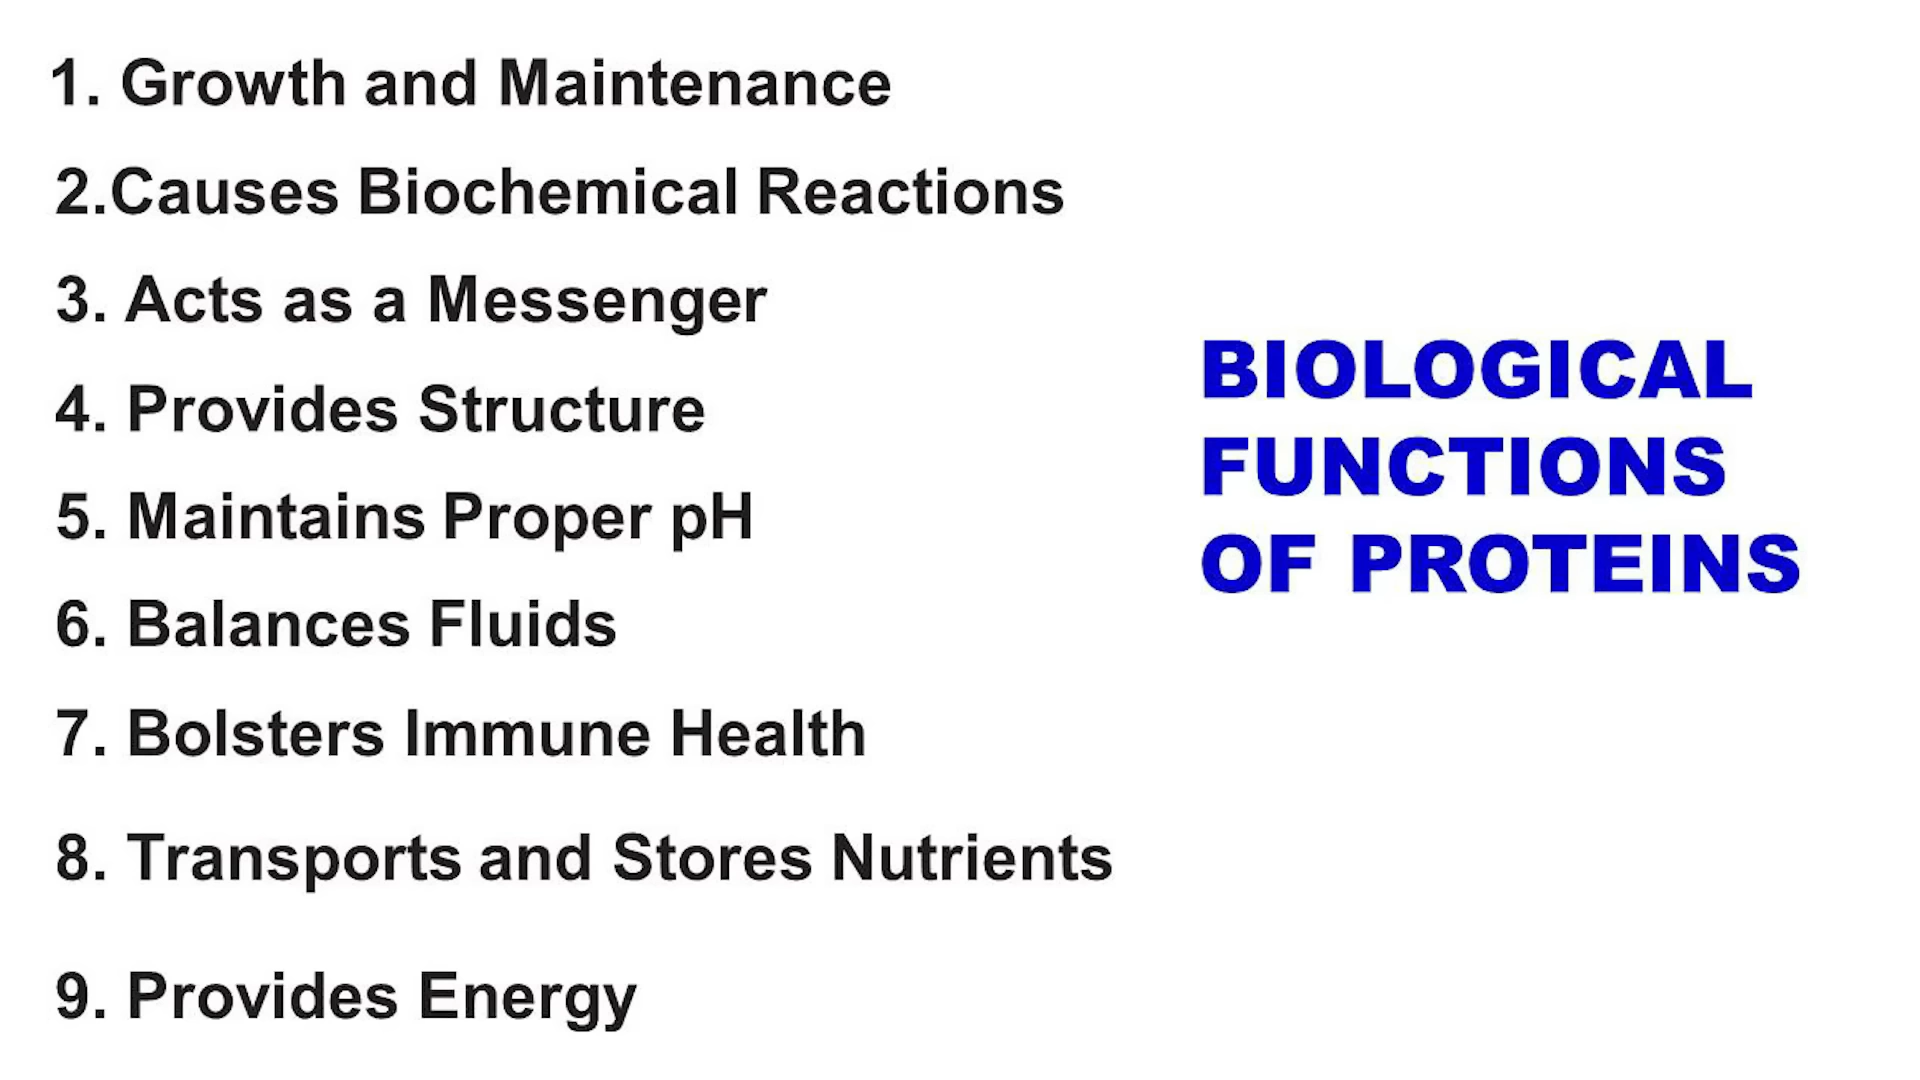 1. Growth and Maintenance
2.Causes Biochemical Reactions
3. Acts as a Messenger
4. Provides Structure
5. Maintains Proper pH
6. Balances Fluids
7. Bolsters Immune Health
8. Transports and Stores Nutrients
9. Provides Energy
BIOLOGICAL
FUNCTIONS
OF PROTEINS